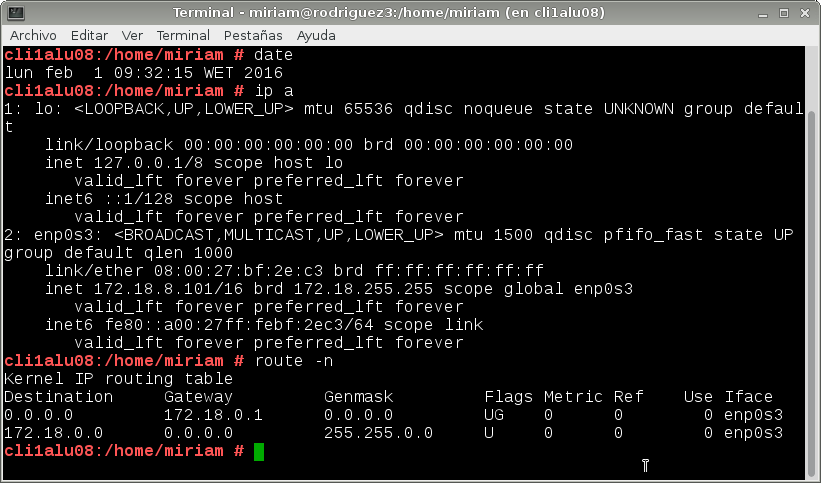 Terminal - miriam@rodriguez3:/home/miriam (en cli1alu08)
Archivo Editar Ver Terminal Pestañas Ayuda
cli1alu08:/home/miriam # date
lun feb  1 09:32:15 WET 2016
cli1alu08:/home/miriam # ip a
1: lo: <LOOPBACK,UP,LOWER_UP> mtu 65536 qdisc noqueue state UNKNOWN group defaul
t
    link/loopback 00:00:00:00:00:00 brd 00:00:00:00:00:00
    inet 127.0.0.1/8 scope host lo
       valid_lft forever preferred_lft forever
    inet6 ::1/128 scope host
       valid_lft forever preferred_lft forever
2: enp0s3: <BROADCAST,MULTICAST,UP,LOWER_UP> mtu 1500 qdisc pfifo_fast state UP
group default qlen 1000
    link/ether 08:00:27:bf:2e:c3 brd ff:ff:ff:ff:ff:ff
    inet 172.18.8.101/16 brd 172.18.255.255 scope global enp0s3
       valid_lft forever preferred_lft forever
    inet6 fe80::a00:27ff:febf:2ec3/64 scope link
       valid_lft forever preferred_lft forever
cli1alu08:/home/miriam # route -n
Kernel IP routing table
Destination     Gateway         Genmask         Flags Metric Ref    Use Iface
0.0.0.0         172.18.0.1      0.0.0.0         UG    0      0        0 enp0s3
172.18.0.0      0.0.0.0         255.255.0.0     U     0      0        0 enp0s3
cli1alu08:/home/miriam #